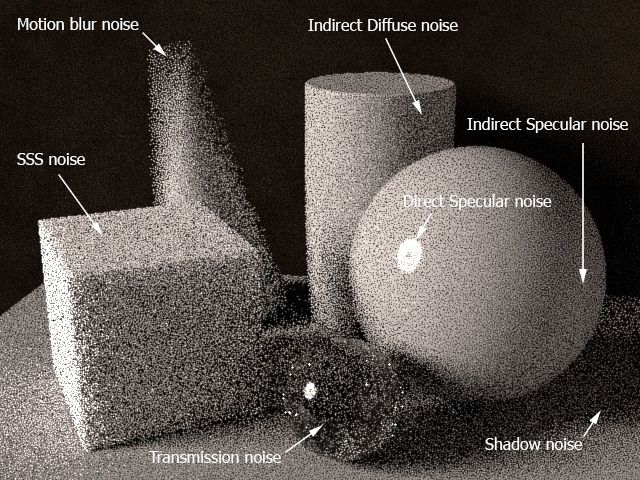 Motion blur noise
Indirect Diffuse noise
Indirect Specular noise
SSS noise
Direct Specular noise
Shadow noise
Transmission noise